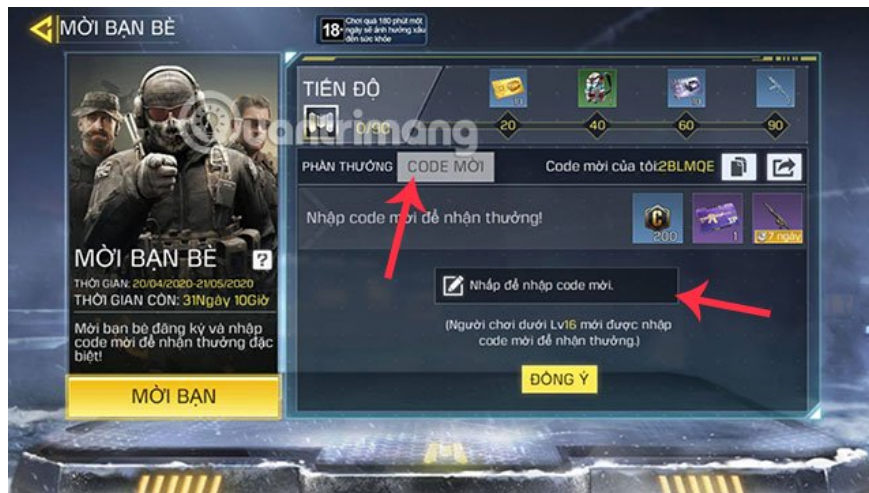 MỜI BẠN BÈ
18+
Chơi quá 180 phút một
ngày sẽ ảnh hưởng xấu
đến sức khỏe
TIẾN ĐỘ
0/90
20
40
60
90
Quantrimang
PHẦN THƯỞNG
CODE MỜI
Code mời của tôi:2BLMQE
Nhập code mời để nhận thưởng!
200
1
7 ngày
MỜI BẠN BÈ
?
THỜI GIAN: 20/04/2020-21/05/2020
THỜI GIAN CÒN: 31Ngày 10Giờ
Mời bạn bè đăng ký và nhập
code mời để nhận thưởng đặc
biệt!
MỜI BẠN
Nhấp để nhập code mời.
(Người chơi dưới Lv16 mới được nhập
code mời để nhận thưởng.)
ĐỒNG Ý